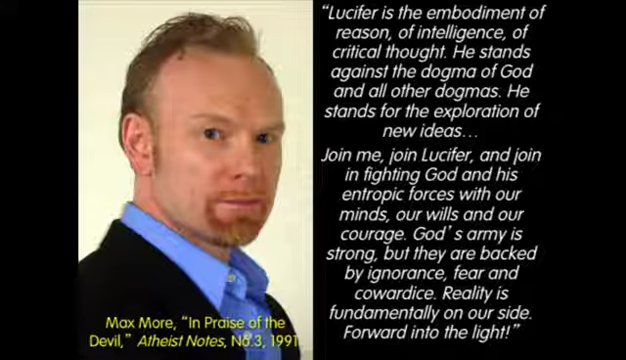 “Lucifer is the embodiment of
reason, of intelligence, of
critical thought. He stands
against the dogma of God
and all other dogmas. He
stands for the exploration of
new ideas…
Join me, join Lucifer, and join
in fighting God and his
entropic forces with our
minds, our wills and our
courage. God’s army is
strong, but they are backed
by ignorance, fear and
cowardice. Reality is
fundamentally on our side.
Forward into the light!”
Max More, “In Praise of the
Devil,” Atheist Notes, No.3, 1991